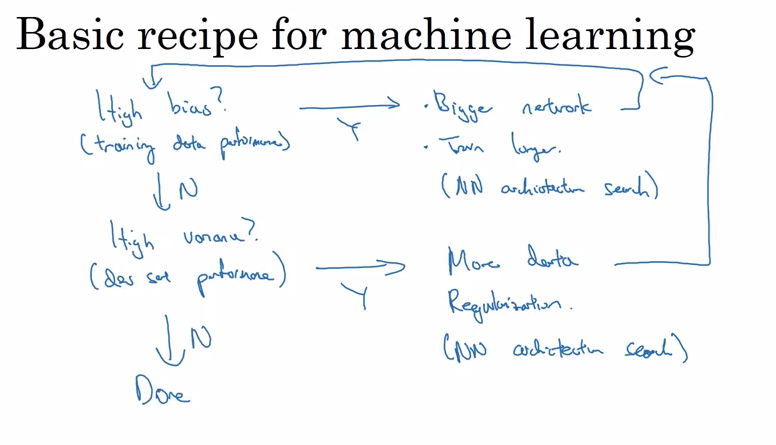 Basic recipe for machine learning
High bias?
(training data performance)
Y
· Bigger network
· Train longer.
(NN architecture search)
N
High variance?
(dev set performance)
Y
More data
Regularization.
(NN architecture search)
N
Done